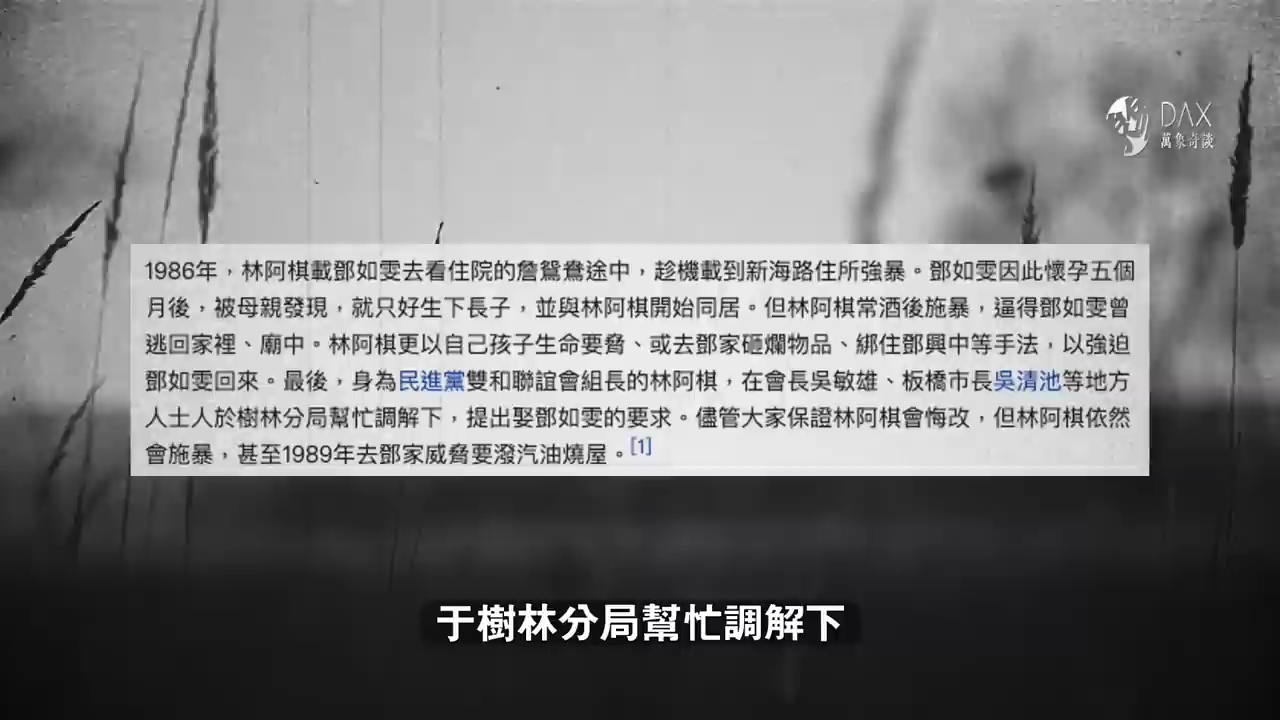 DAX
萬象奇談
1986年，林阿棋載鄧如雯去看住院的詹鴛鴦途中，趁機載到新海路住所強暴。鄧如雯因此懷孕五個
月後，被母親發現，就只好生下長子，並與林阿棋開始同居。但林阿棋常酒後施暴，逼得鄧如雯曾
逃回家裡、廟中。林阿棋更以自己孩子生命要脅、或去鄧家砸爛物品、綁住鄧興中等手法，以強迫
鄧如雯回來。最後，身為民進黨雙和聯誼會組長的林阿棋，在會長吳敏雄、板橋市長吳清池等地方
人士人於樹林分局幫忙調解下，提出娶鄧如雯的要求。儘管大家保證林阿棋會悔改，但林阿棋依然
會施暴，甚至1989年去鄧家威脅要潑汽油燒屋。[1]
于樹林分局幫忙調解下